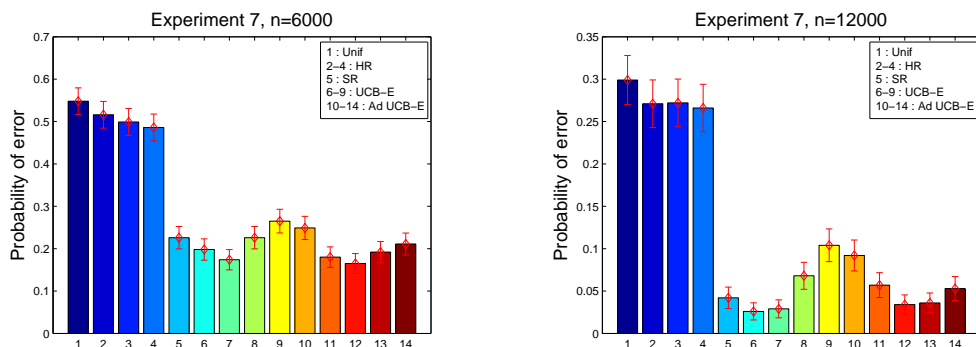 Experiment 7, n=6000
Probability of error
0.7
0.6
0.5
0.4
0.3
0.2
0.1
0
1 : Unif
2−4 : HR
5 : SR
6−9 : UCB−E
10−14 : Ad UCB−E
1 2 3 4 5 6 7 8 9 10 11 12 13 14
Experiment 7, n=12000
Probability of error
0.35
0.3
0.25
0.2
0.15
0.1
0.05
0
1 : Unif
2−4 : HR
5 : SR
6−9 : UCB−E
10−14 : Ad UCB−E
1 2 3 4 5 6 7 8 9 10 11 12 13 14